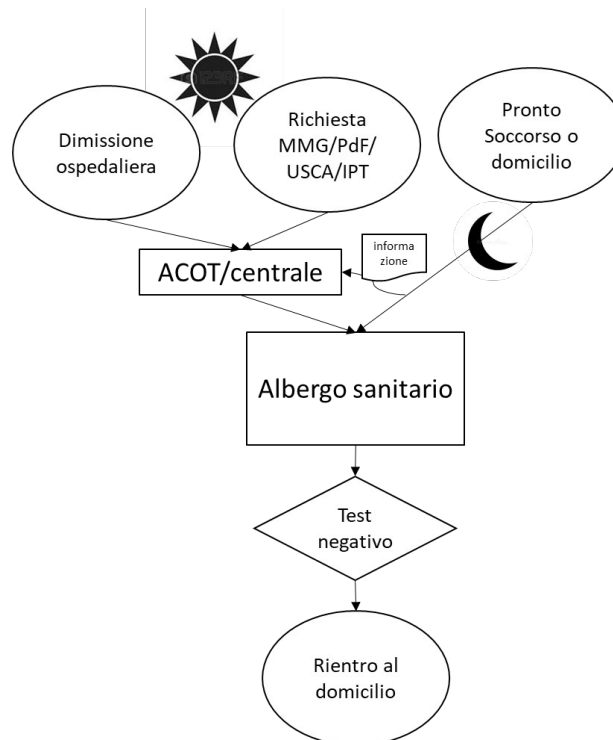 Dimissione
ospedaliera
Richiesta
MMG/PdF/
USCA/IPT
Pronto
Soccorso o
domicilio
informa
zione
ACOT/centrale
Albergo sanitario
Test
negativo
Rientro al
domicilio